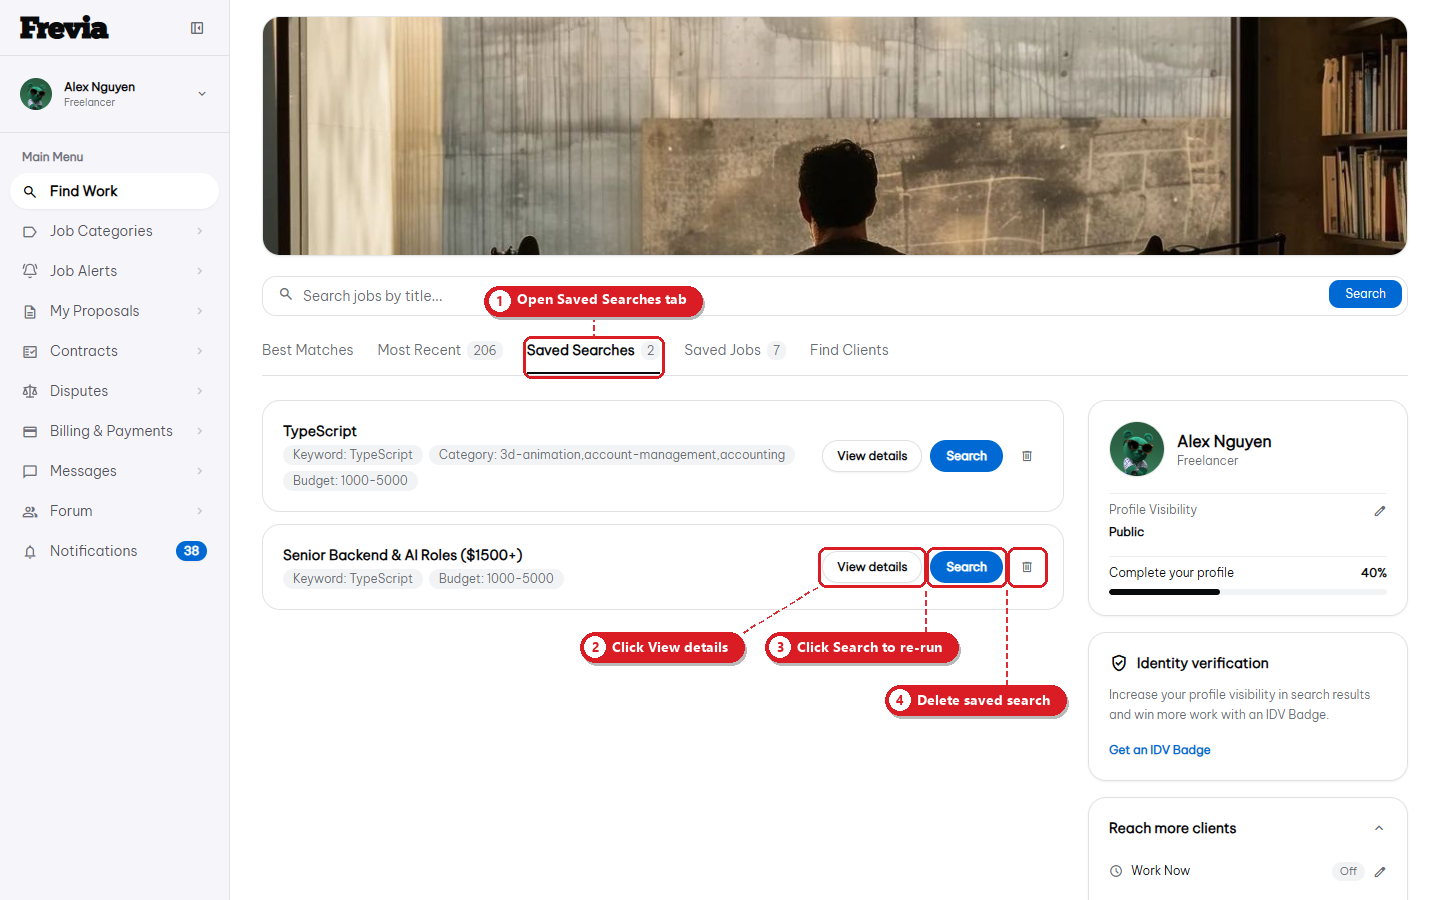 Frevia
Alex Nguyen
Freelancer
Main Menu
Find Work
Job Categories
Job Alerts
My Proposals
Contracts
Disputes
Billing & Payments
Messages
Forum
Notifications 38
Search jobs by title...
Search
1 Open Saved Searches tab
Best Matches Most Recent 206 Saved Searches 2 Saved Jobs 7 Find Clients
TypeScript
Keyword: TypeScript Category: 3d-animation,account-management,accounting
Budget: 1000-5000
View details Search
Senior Backend & AI Roles ($1500+)
Keyword: TypeScript Budget: 1000-5000
View details Search
2 Click View details
3 Click Search to re-run
4 Delete saved search
Alex Nguyen
Freelancer
Profile Visibility
Public
Complete your profile 40%
Identity verification
Increase your profile visibility in search results
and win more work with an IDV Badge.
Get an IDV Badge
Reach more clients
Work Now Off